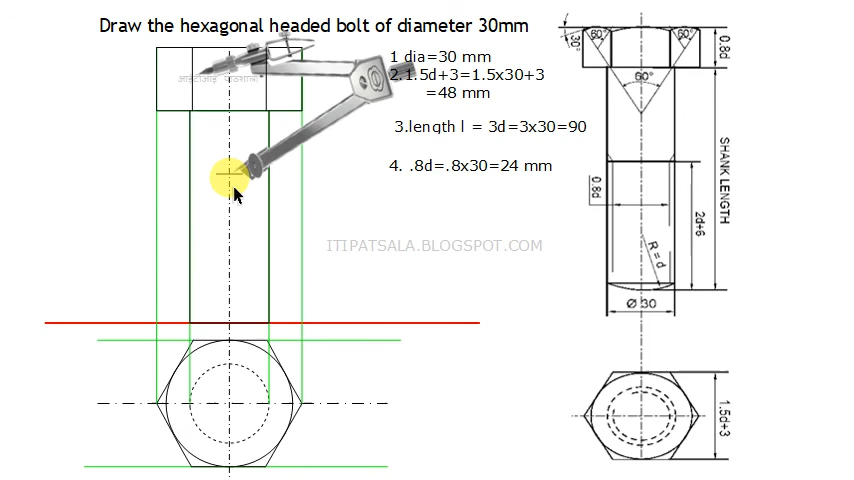 Draw the hexagonal headed bolt of diameter 30mm
1 dia=30 mm
2.1.5d+3=1.5x30+3
=48 mm
3.length l = 3d=3x30=90
4. .8d=.8x30=24 mm
ITIPATSALA.BLOGSPOT.COM
30°
60°
60°
60°
0.8d
SHANK LENGTH
0.8d
2d+6
R = d
Ø 30
1.5d+3